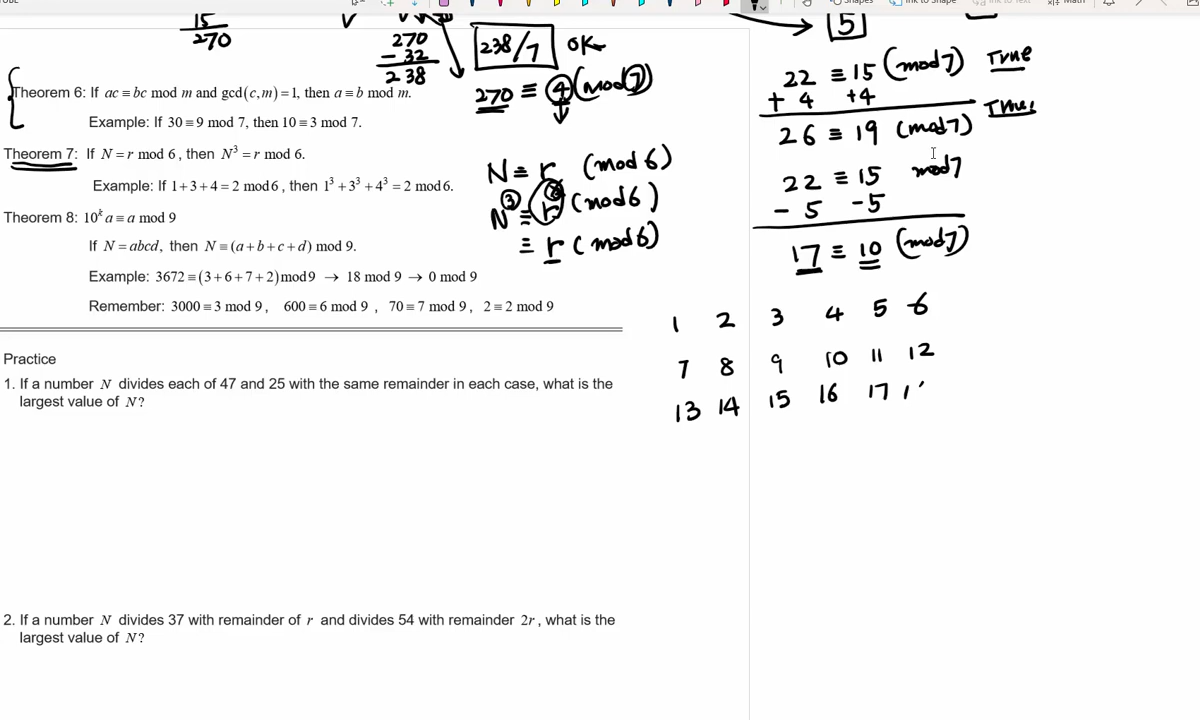 15
270
270
- 32
238
238/7 OK
270 ≡ 4 (mod 7)
5
22 ≡ 15 (mod 7) True
+ 4 +4
26 ≡ 19 (mod 7) True
22 ≡ 15 mod 7
- 5 -5
17 ≡ 10 (mod 7)
Theorem 6: If ac ≡ bc mod m and gcd(c,m) = 1, then a ≡ b mod m.
Example: If 30 ≡ 9 mod 7, then 10 ≡ 3 mod 7.
Theorem 7: If N = r mod 6, then N³ = r mod 6.
Example: If 1+3+4 = 2 mod 6, then 1³ + 3³ + 4³ = 2 mod 6.
N ≡ r (mod 6)
N³ ≡ r³ (mod 6)
≡ r (mod 6)
Theorem 8: 10ᵏa ≡ a mod 9
If N = abcd, then N ≡ (a+b+c+d) mod 9.
Example: 3672 ≡ (3+6+7+2) mod 9 → 18 mod 9 → 0 mod 9
Remember: 3000 ≡ 3 mod 9, 600 ≡ 6 mod 9, 70 ≡ 7 mod 9, 2 ≡ 2 mod 9
1 2 3 4 5 6
7 8 9 10 11 12
13 14 15 16 17 1
Practice
1. If a number N divides each of 47 and 25 with the same remainder in each case, what is the
largest value of N?
2. If a number N divides 37 with remainder of r and divides 54 with remainder 2r, what is the
largest value of N?